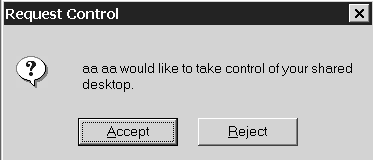 Request Control
aa aa would like to take control of your shared
desktop.
Accept
Reject